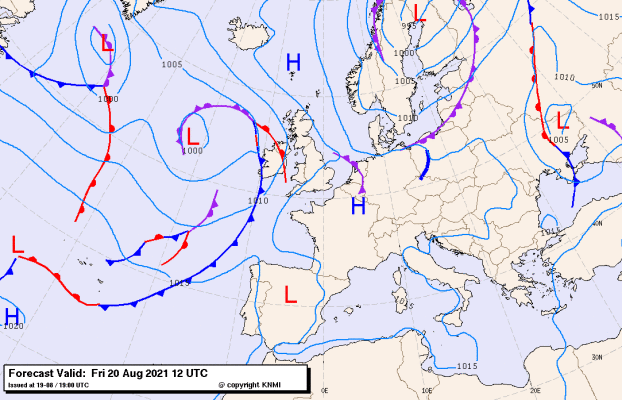 L
L
1015
995
1000
H
1005
1010
50N
1000
1010
L
L
1000
1005
1010
H
40N
1015
L
1015
L
1015
H
1020
1015
30N
Forecast Valid: Fri 20 Aug 2021 12 UTC
Issued at 19-08 / 19:00 UTC @ copyright KNMI
0E
10E
20E